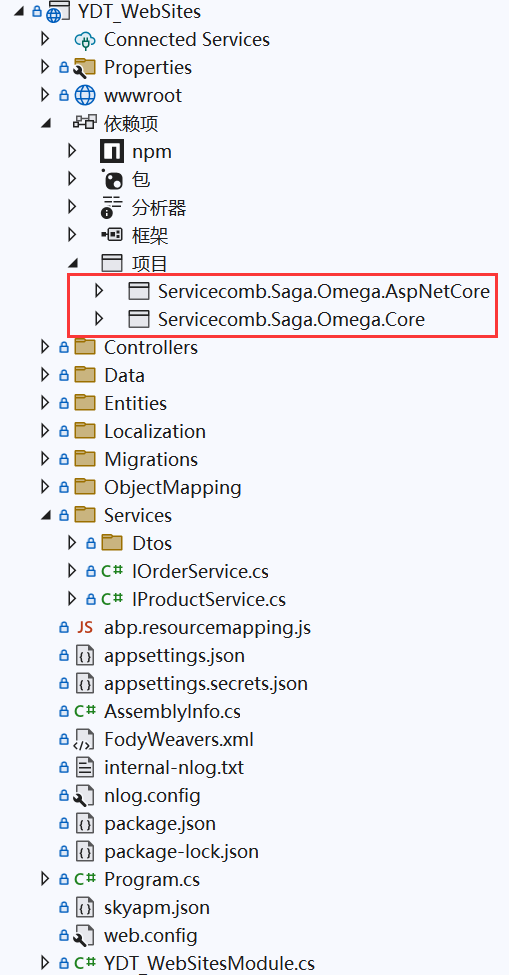 YDT_WebSites
Connected Services
Properties
wwwroot
依赖项
npm
包
分析器
框架
项目
Servicecomb.Saga.Omega.AspNetCore
Servicecomb.Saga.Omega.Core
Controllers
Data
Entities
Localization
Migrations
ObjectMapping
Services
Dtos
C# IOrderService.cs
C# IProductService.cs
JS abp.resourcemapping.js
appsettings.json
appsettings.secrets.json
C# AssemblyInfo.cs
FodyWeavers.xml
internal-nlog.txt
nlog.config
package.json
package-lock.json
C# Program.cs
skyapm.json
web.config
C# YDT_WebSitesModule.cs